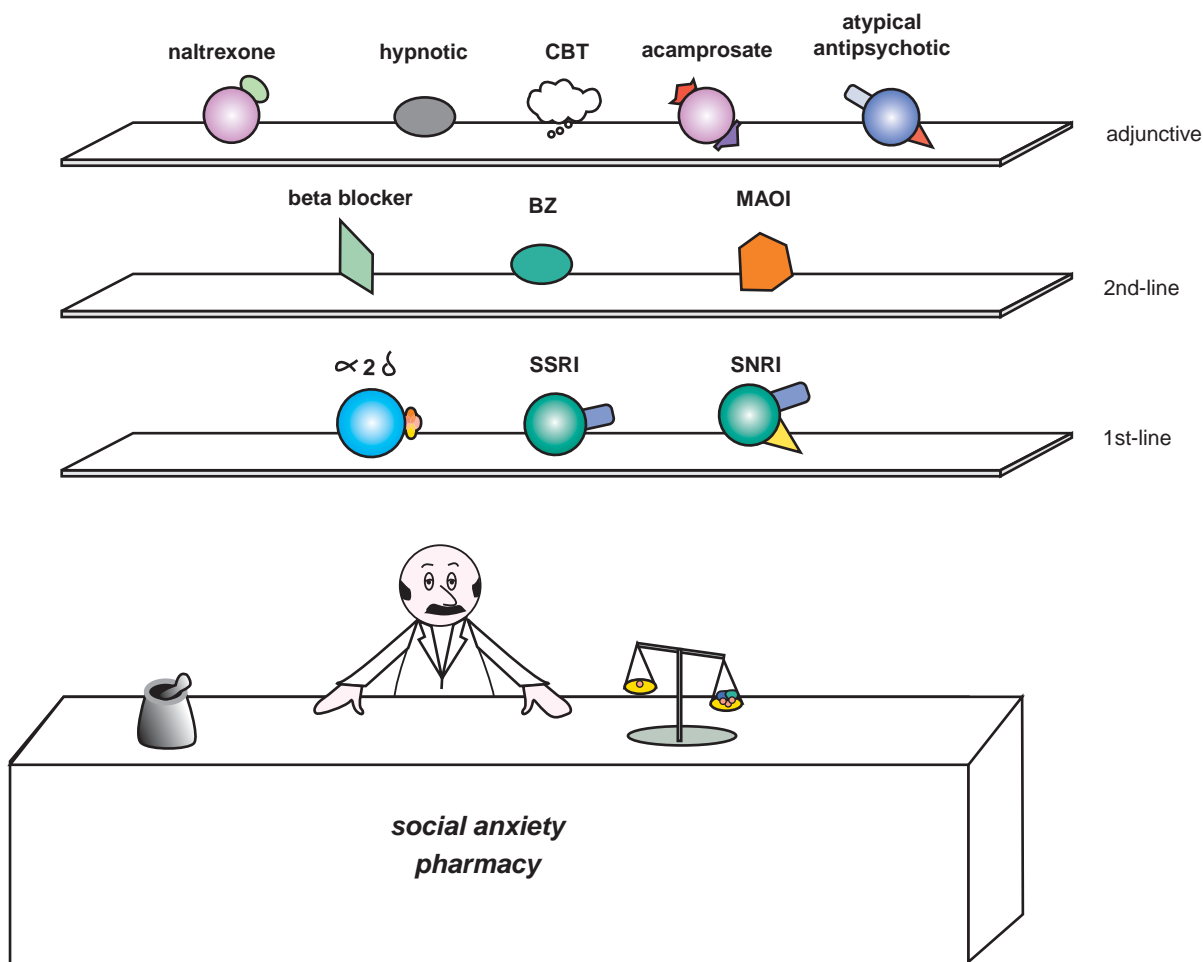 naltrexone
hypnotic
CBT
acamprosate
atypical
antipsychotic
adjunctive
beta blocker
BZ
MAOI
2nd-line
∝ 2 δ
SSRI
SNRI
1st-line
social anxiety
pharmacy